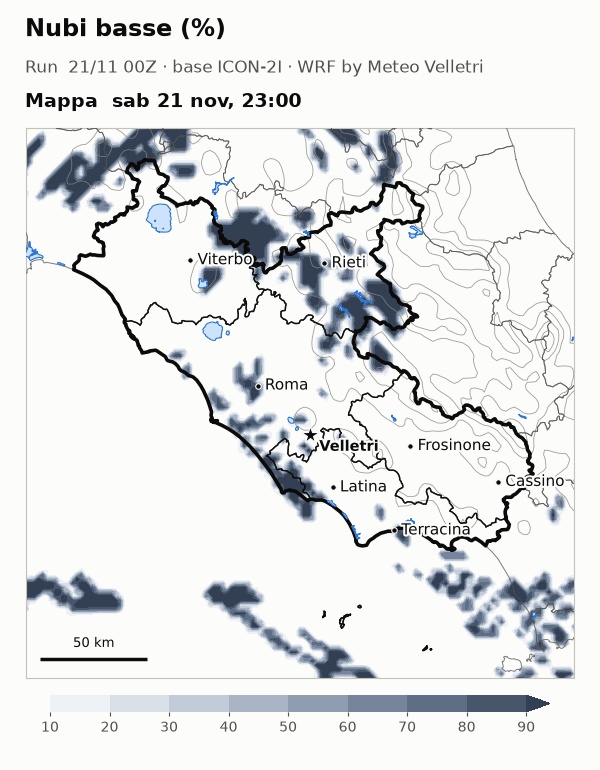 Nubi basse (%)
Run 21/11 00Z · base ICON-2I · WRF by Meteo Velletri
Mappa sab 21 nov, 23:00
Viterbo
Rieti
Roma
Velletri
Frosinone
Cassino
Latina
Terracina
50 km
10 20 30 40 50 60 70 80 90